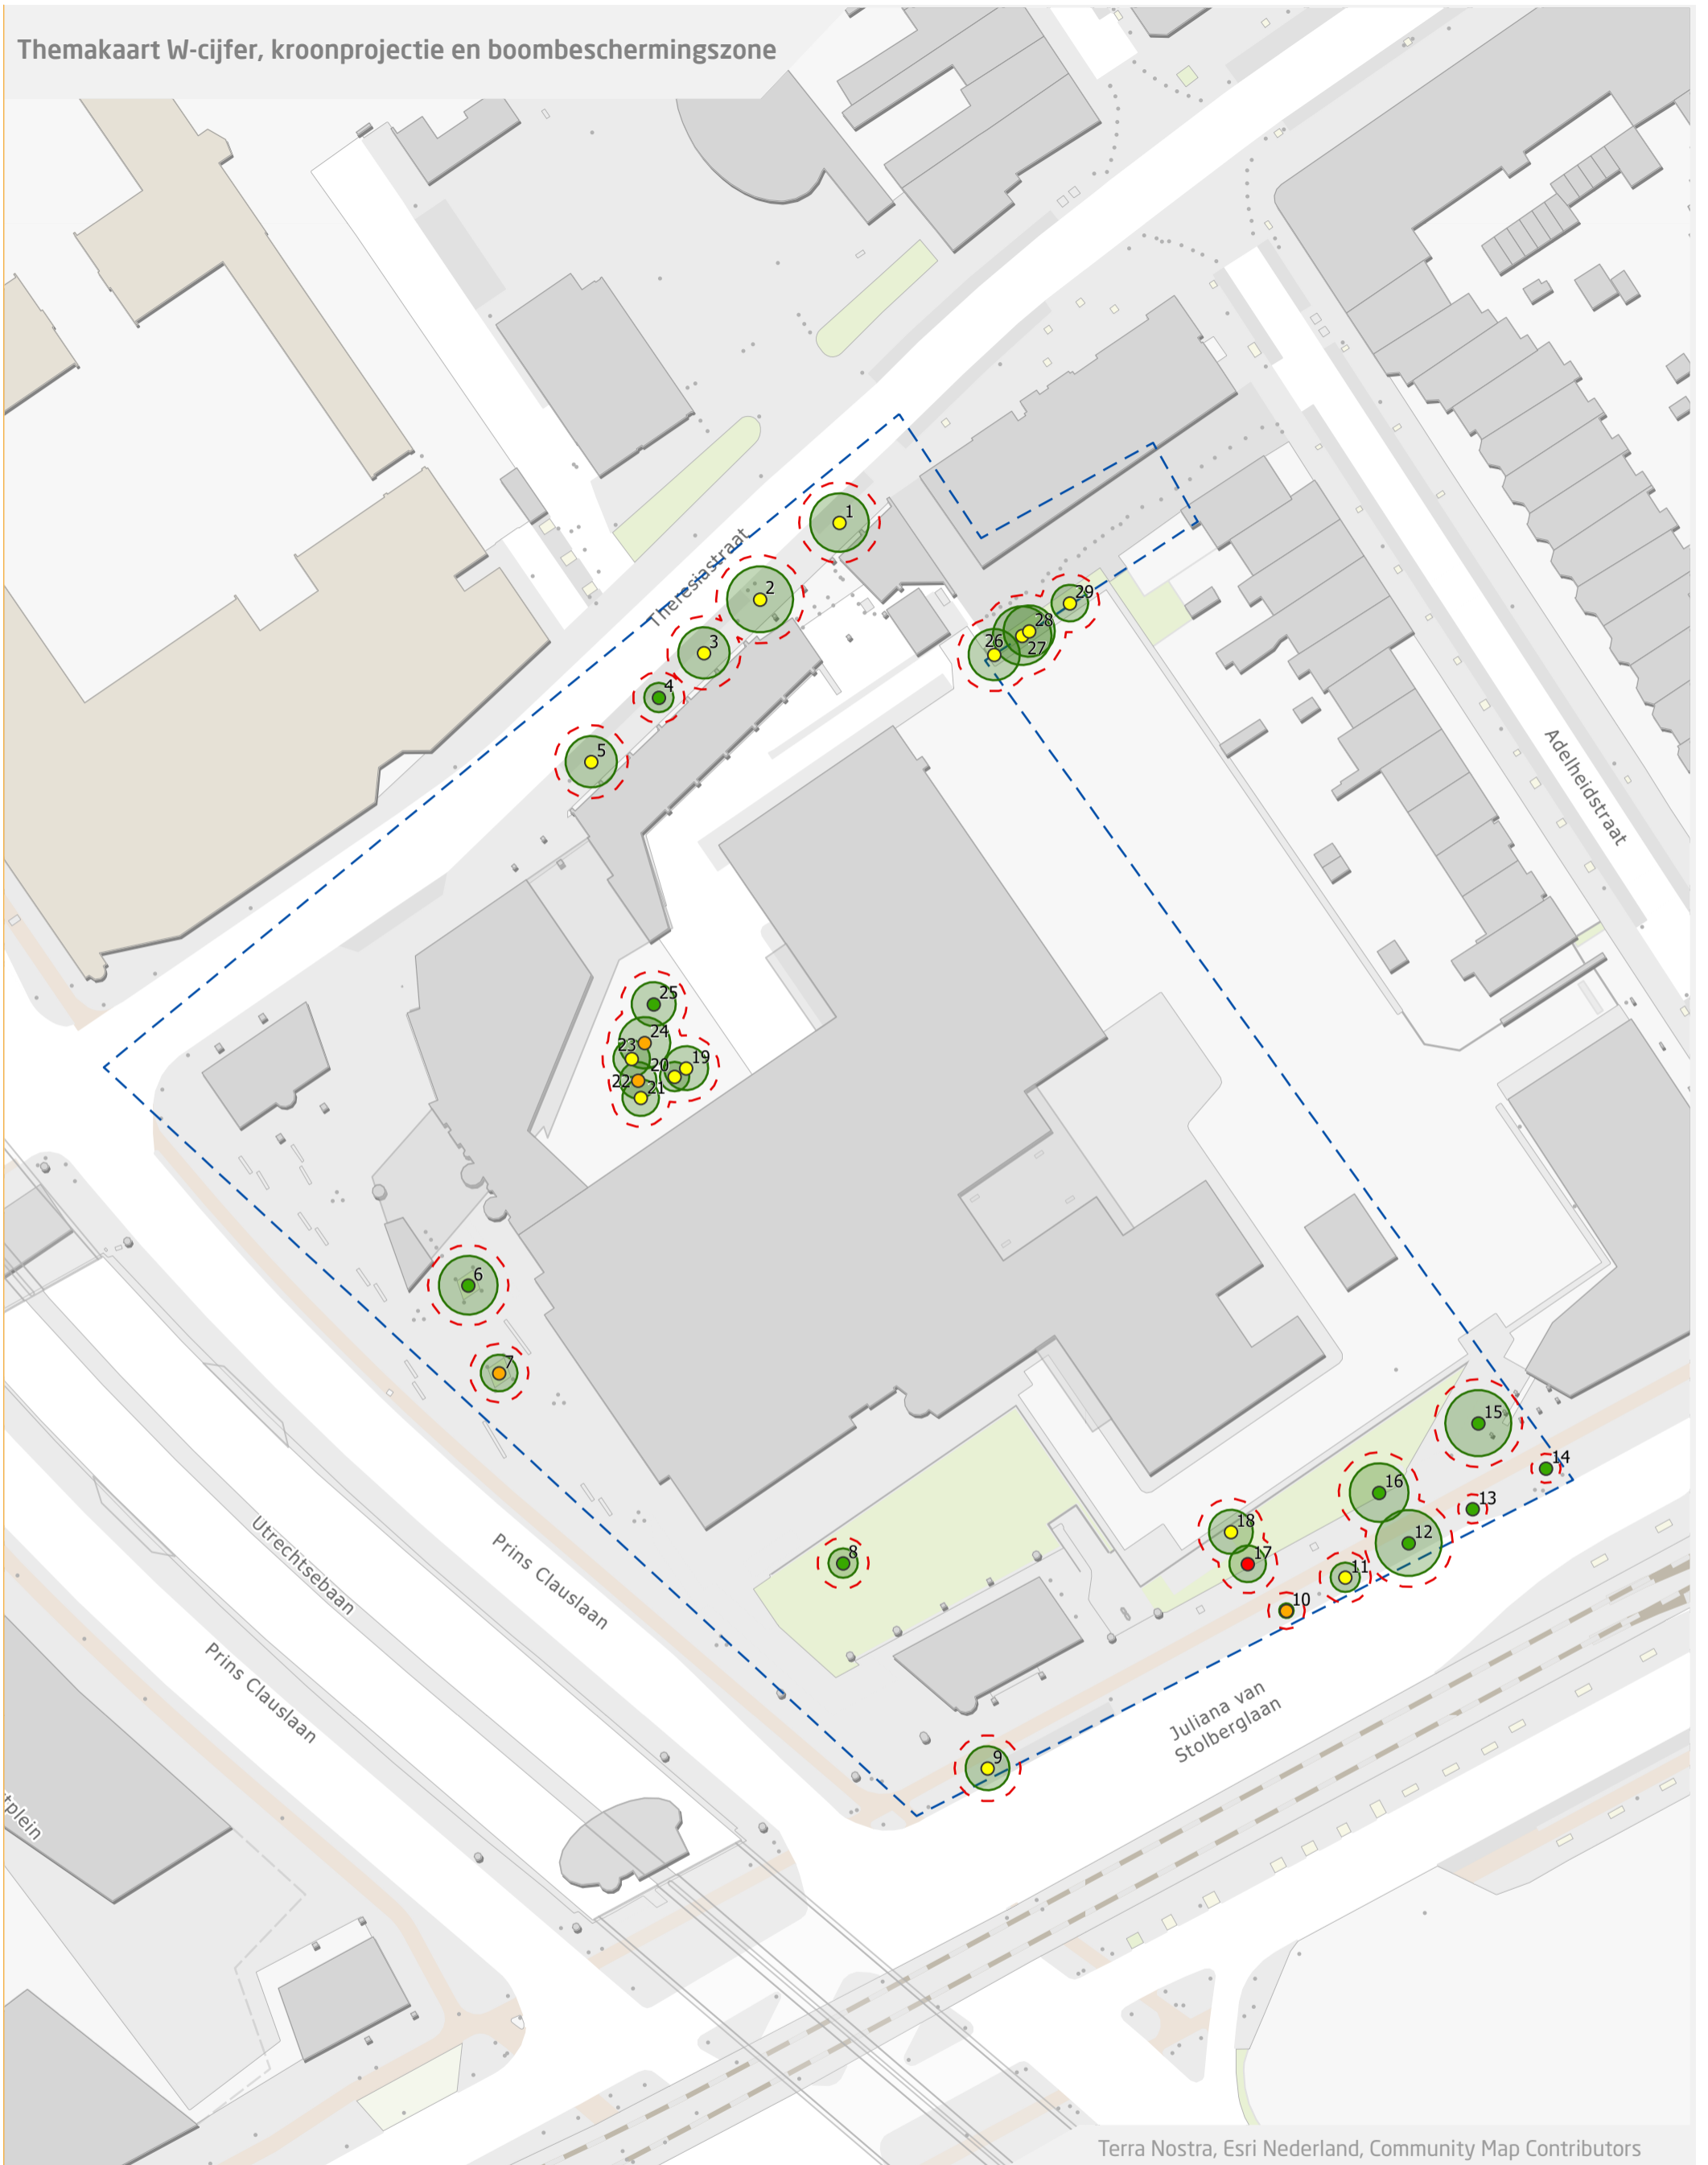 Themakaart W-cijfer, kroonprojectie en boombeschermingszone
1
Theresiastraat
2
29
28
3
26
27
4
5
Adelheidstraat
25
24
23
19
20
22
21
6
7
15
14
16
13
18
12
17
8
11
10
Utrechtsebaan
Prins Clauslaan
Prins Clauslaan
Juliana van
Stolberglaan
9
tplein
Terra Nostra, Esri Nederland, Community Map Contributors